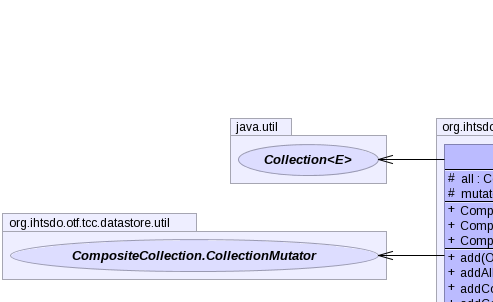 java.util
Collection<E>
org.ihtsdo.otf.tcc.datastore.util
CompositeCollection.CollectionMutator
org.ihtsdo
# all : C
# mutat
+ Comp
+ Comp
+ Comp
+ add(O
+ addAl
+ addCo